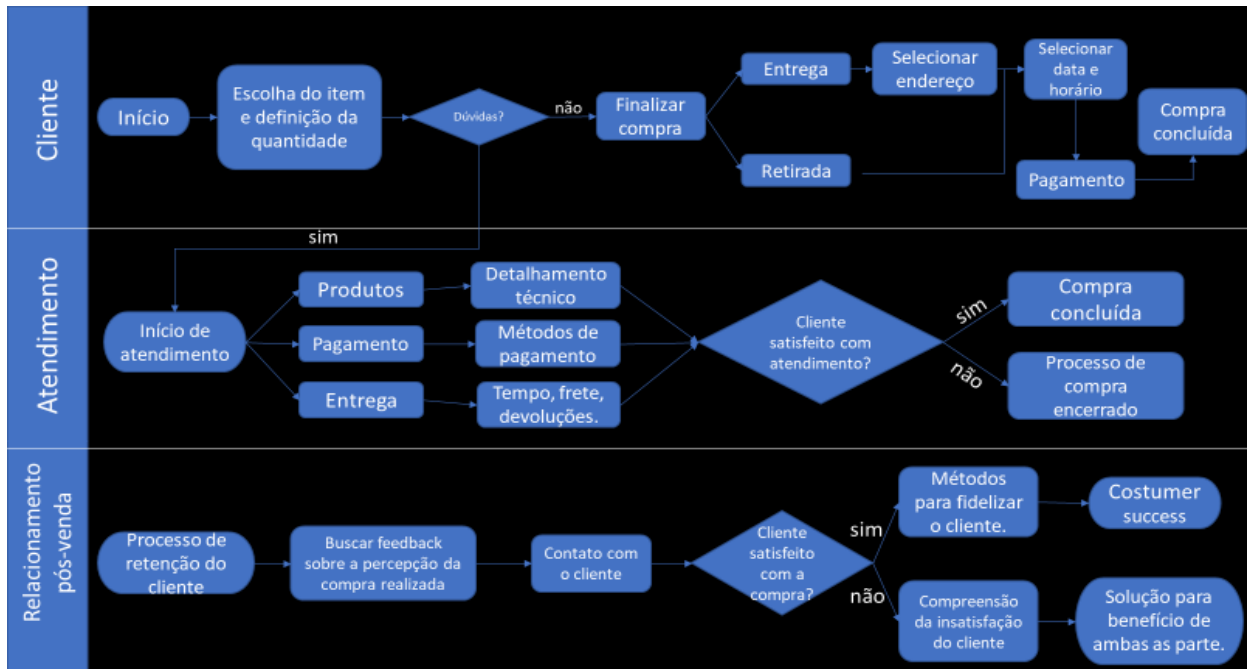 Cliente
Início
Escolha do item
e definição da
quantidade
Dúvidas?
não
sim
Finalizar
compra
Entrega
Selecionar
endereço
Selecionar
data e
horário
Retirada
Pagamento
Compra
concluída
Atendimento
Início de
atendimento
Produtos
Detalhamento
técnico
Pagamento
Métodos de
pagamento
Entrega
Tempo, frete,
devoluções.
Cliente
satisfeito com
atendimento?
sim
não
Compra
concluída
Processo de
compra
encerrado
Relacionamento
pós-venda
Processo de
retenção do
cliente
Buscar feedback
sobre a percepção da
compra realizada
Contato com
o cliente
Cliente
satisfeito
com a
compra?
sim
não
Métodos
para fidelizar
o cliente.
Costumer
success
Compreensão
da insatisfação
do cliente
Solução para
benefício de
ambas as parte.